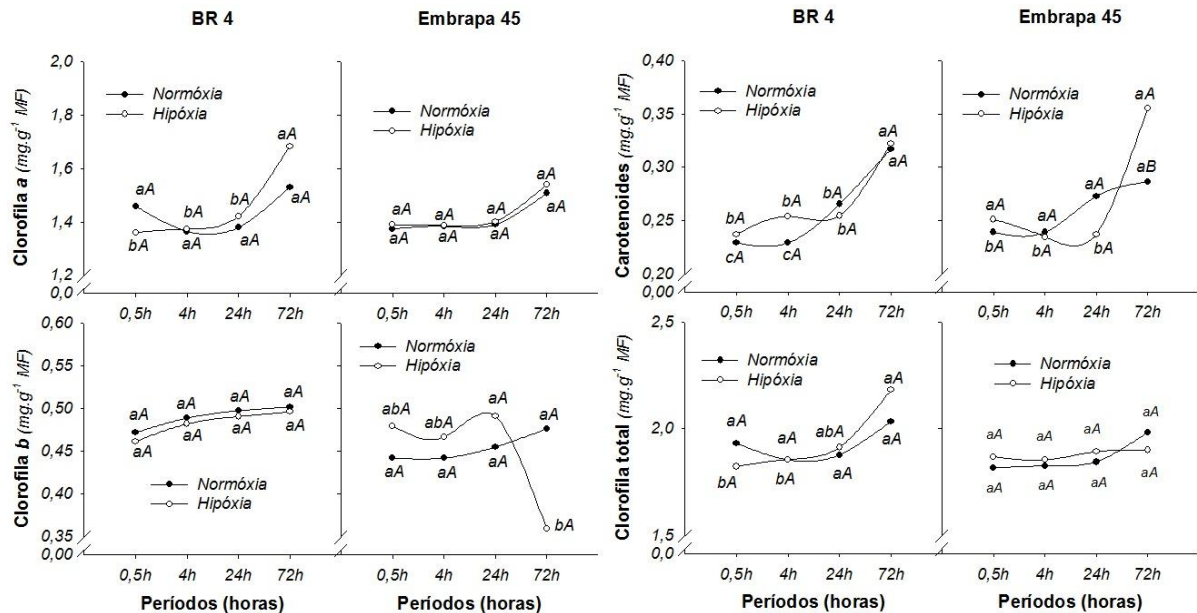 BR 4
Embrapa 45
BR 4
Embrapa 45
Clorofila a (mg.g-1 MF)
2,0
1,8
1,6
1,4
1,2
0,0
Normóxia
Hipóxia
aA
bA
bA
aA
bA
aA
aA
aA
0,5h 4h 24h 72h
Normóxia
Hipóxia
aA
aA
aA
aA
aA
aA
aA
aA
0,5h 4h 24h 72h
Carotenoides (mg.g-1 MF)
0,40
0,35
0,30
0,25
0,20
0,00
Normóxia
Hipóxia
bA
cA
bA
cA
bA
bA
aA
aA
0,5h 4h 24h 72h
Normóxia
Hipóxia
aA
bA
aA
bA
aA
bA
aA
aB
0,5h 4h 24h 72h
Clorofila b (mg.g-1 MF)
0,60
0,55
0,50
0,45
0,40
0,35
0,00
aA
aA
aA
aA
aA
aA
aA
aA
Normóxia
Hipóxia
0,5h 4h 24h 72h
Períodos (horas)
Normóxia
Hipóxia
abA
aA
abA
aA
aA
aA
aA
bA
0,5h 4h 24h 72h
Períodos (horas)
Clorofila total (mg.g-1 MF)
2,5
2,0
1,5
0,0
Normóxia
Hipóxia
aA
bA
aA
bA
abA
aA
aA
aA
0,5h 4h 24h 72h
Períodos (horas)
Normóxia
Hipóxia
aA
aA
aA
aA
aA
aA
aA
aA
0,5h 4h 24h 72h
Períodos (horas)